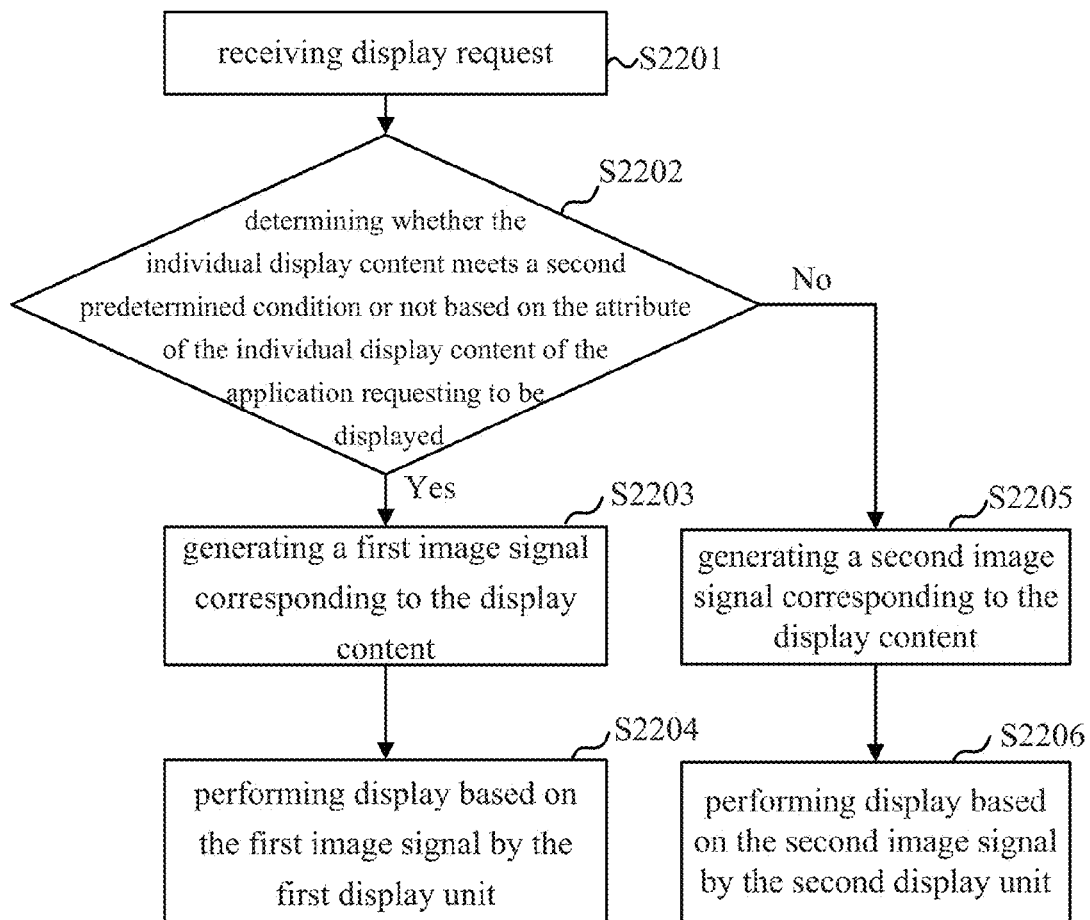 receiving display request
S2201
S2202
determining whether the
individual display content meets a second
predetermined condition or not based on the attribute
of the individual display content of the
application requesting to be
displayed
No
Yes
S2203
generating a first image signal
corresponding to the display
content
S2205
generating a second image
signal corresponding to the
display content
S2204
performing display based on
the first image signal by the
first display unit
S2206
performing display based
on the second image signal
by the second display unit